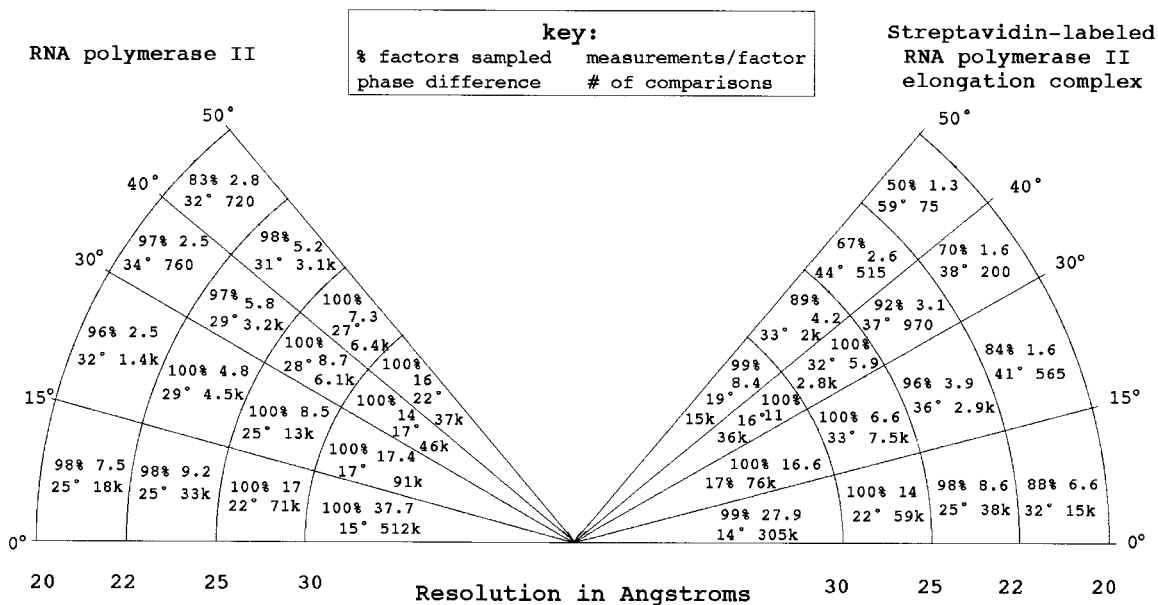 key:
% factors sampled measurements/factor
phase difference # of comparisons
RNA polymerase II
Streptavidin-labeled
RNA polymerase II
elongation complex
50°
83% 2.8
32° 720
40°
97% 2.5
34° 760
98% 5.2
31° 3.1k
30°
97% 5.8
29° 3.2k
100% 7.3
27° 6.4k
96% 2.5
32° 1.4k
100% 8.7
28° 6.1k
100% 16
22° 37k
100% 4.8
29° 4.5k
100% 14
17° 46k
15°
100% 8.5
25° 13k
100% 17.4
17° 91k
98% 7.5
25° 18k
98% 9.2
25° 33k
100% 17
22° 71k
100% 37.7
15° 512k
0°
50°
50% 1.3
59° 75
40°
67% 2.6
44° 515
70% 1.6
38° 200
30°
89% 4.2
33° 2k
92% 3.1
37° 970
99% 8.4
19° 15k
100% 5.9
32° 2.8k
84% 1.6
41° 565
100% 11
16° 36k
96% 3.9
36° 2.9k
15°
100% 6.6
33° 7.5k
100% 16.6
17% 76k
99% 27.9
14° 305k
100% 14
22° 59k
98% 8.6
25° 38k
88% 6.6
32° 15k
0°
20 22 25 30 Resolution in Angstroms 30 25 22 20